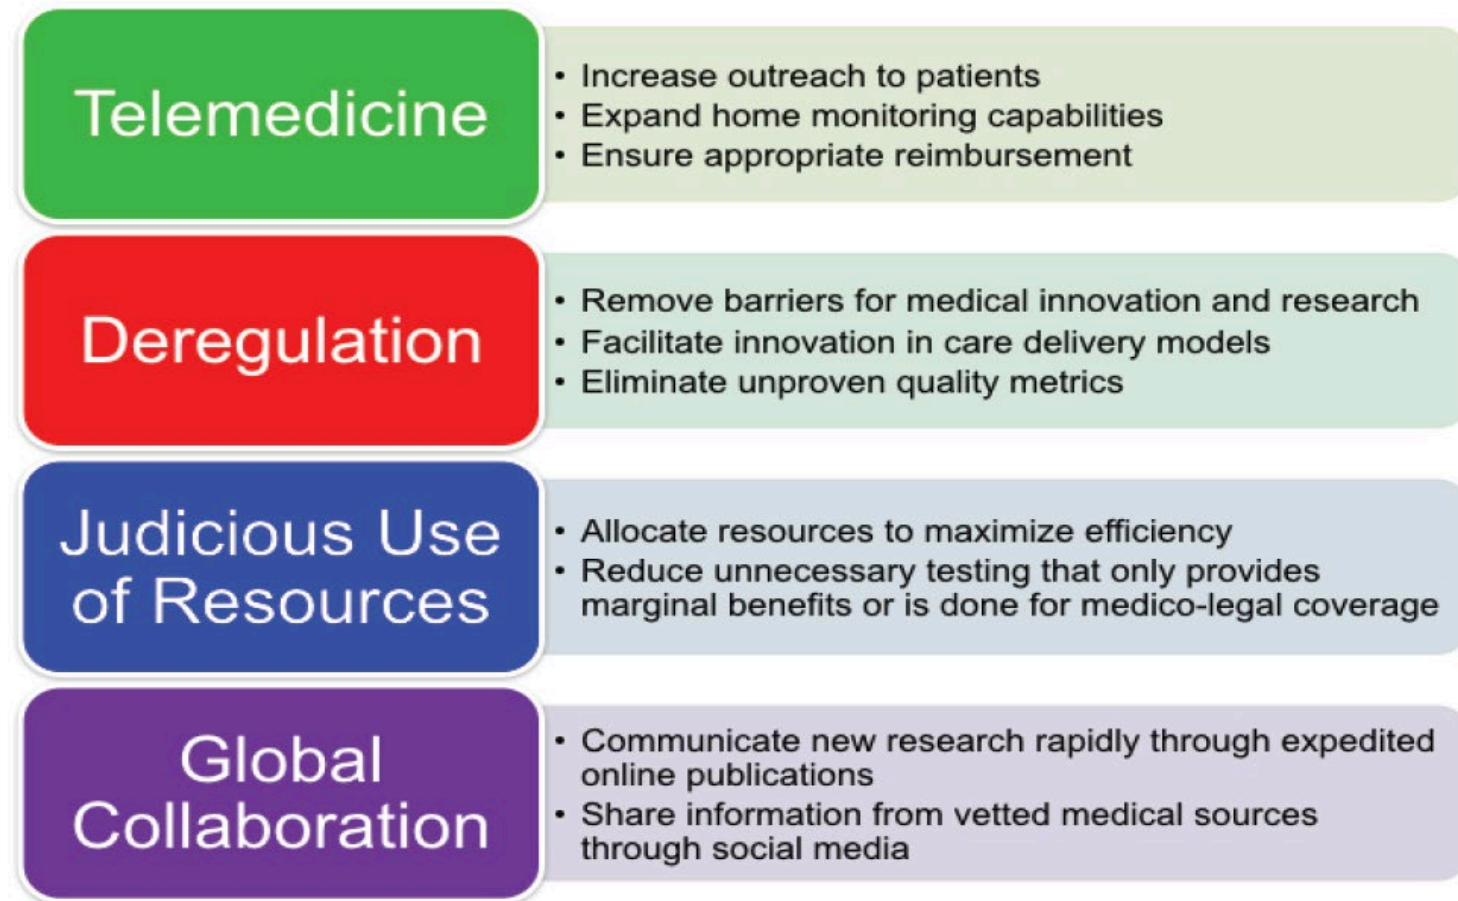 Telemedicine
• Increase outreach to patients
• Expand home monitoring capabilities
• Ensure appropriate reimbursement
Deregulation
• Remove barriers for medical innovation and research
• Facilitate innovation in care delivery models
• Eliminate unproven quality metrics
Judicious Use
of Resources
• Allocate resources to maximize efficiency
• Reduce unnecessary testing that only provides
marginal benefits or is done for medico-legal coverage
Global
Collaboration
• Communicate new research rapidly through expedited
online publications
• Share information from vetted medical sources
through social media